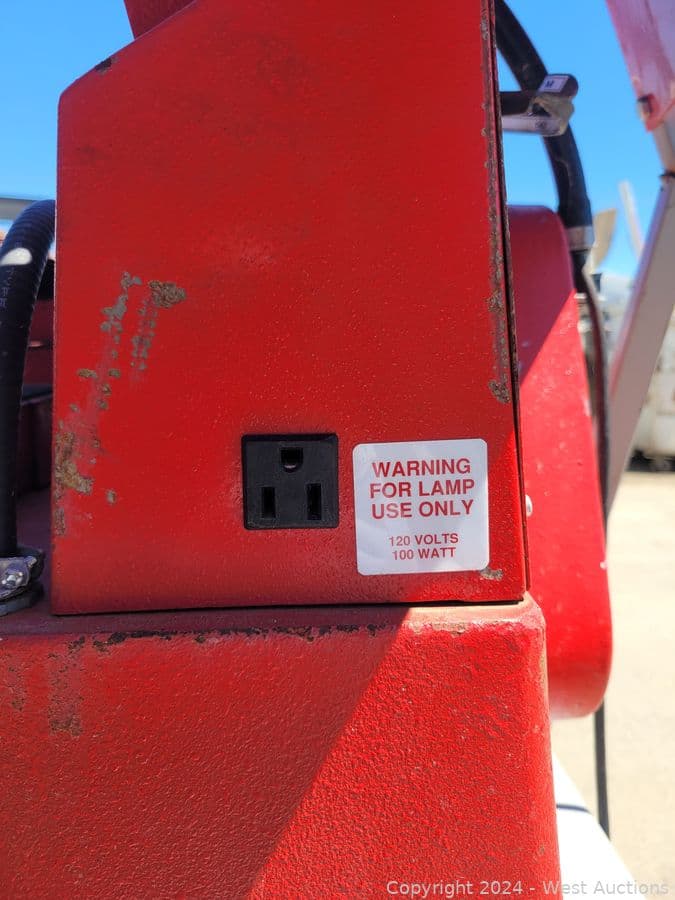 WARNING
FOR LAMP
USE ONLY
120 VOLTS
100 WATT
Copyright 2024 - West Auctions